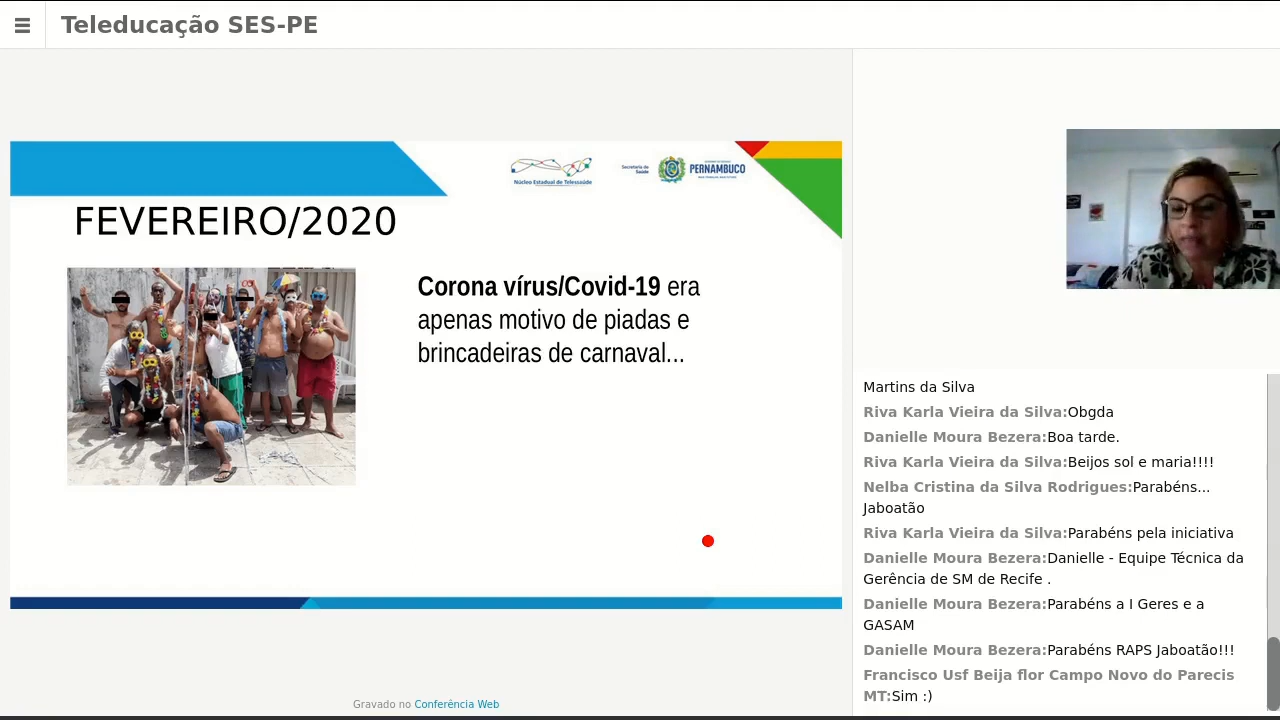 Teleducação SES-PE
Núcleo Estadual de Telessaúde
Secretaria de
Saúde
PERNAMBUCO
FEVEREIRO/2020
Corona vírus/Covid-19 era
apenas motivo de piadas e
brincadeiras de carnaval...
Martins da Silva
Riva Karla Vieira da Silva:Obgda
Danielle Moura Bezera:Boa tarde.
Riva Karla Vieira da Silva:Beijos sol e maria!!!!
Nelba Cristina da Silva Rodrigues:Parabéns...
Jaboatão
Riva Karla Vieira da Silva:Parabéns pela iniciativa
Danielle Moura Bezera:Danielle - Equipe Técnica da
Gerência de SM de Recife .
Danielle Moura Bezera:Parabéns a I Geres e a
GASAM
Danielle Moura Bezera:Parabéns RAPS Jaboatão!!!
Francisco Usf Beija flor Campo Novo do Parecis
MT:Sim :)
Gravado no Conferência Web